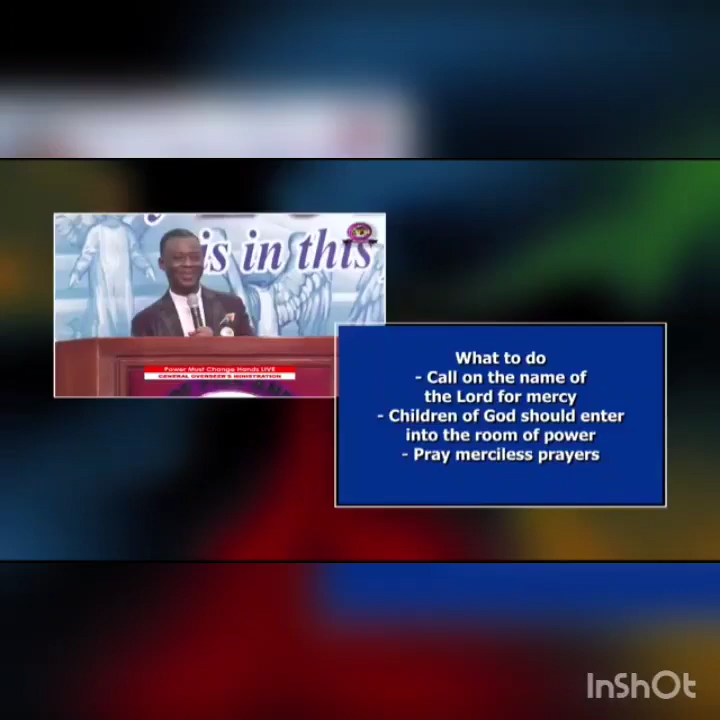 is in this
Power Must Change Hands LIVE
GENERAL OVERSEER'S MINISTRATION
What to do
- Call on the name of
the Lord for mercy
- Children of God should enter
into the room of power
- Pray merciless prayers
InShOt